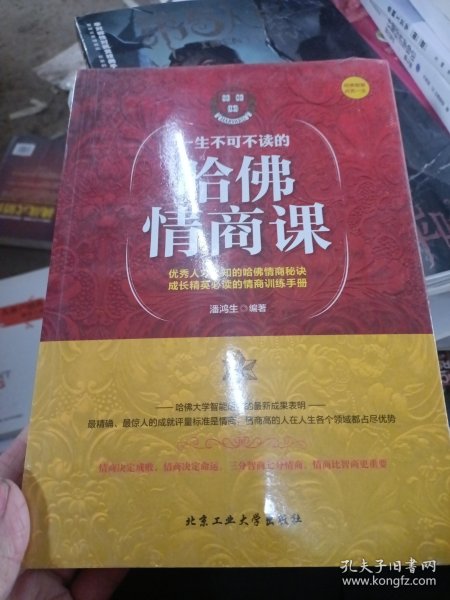 HARVARD
一生不可不读的
哈佛
情商课
优秀人才必知的哈佛情商秘诀
成长精英必读的情商训练手册
潘鸿生 编著
哈佛大学智能研究的最新成果表明
最精确、最惊人的成就评量标准是情商，情商高的人在人生各个领域都占尽优势
情商决定成败，情商决定命运，三分智商七分情商，情商比智商更重要
北京工业大学出版社
孔夫子旧书网
www.kongfz.com